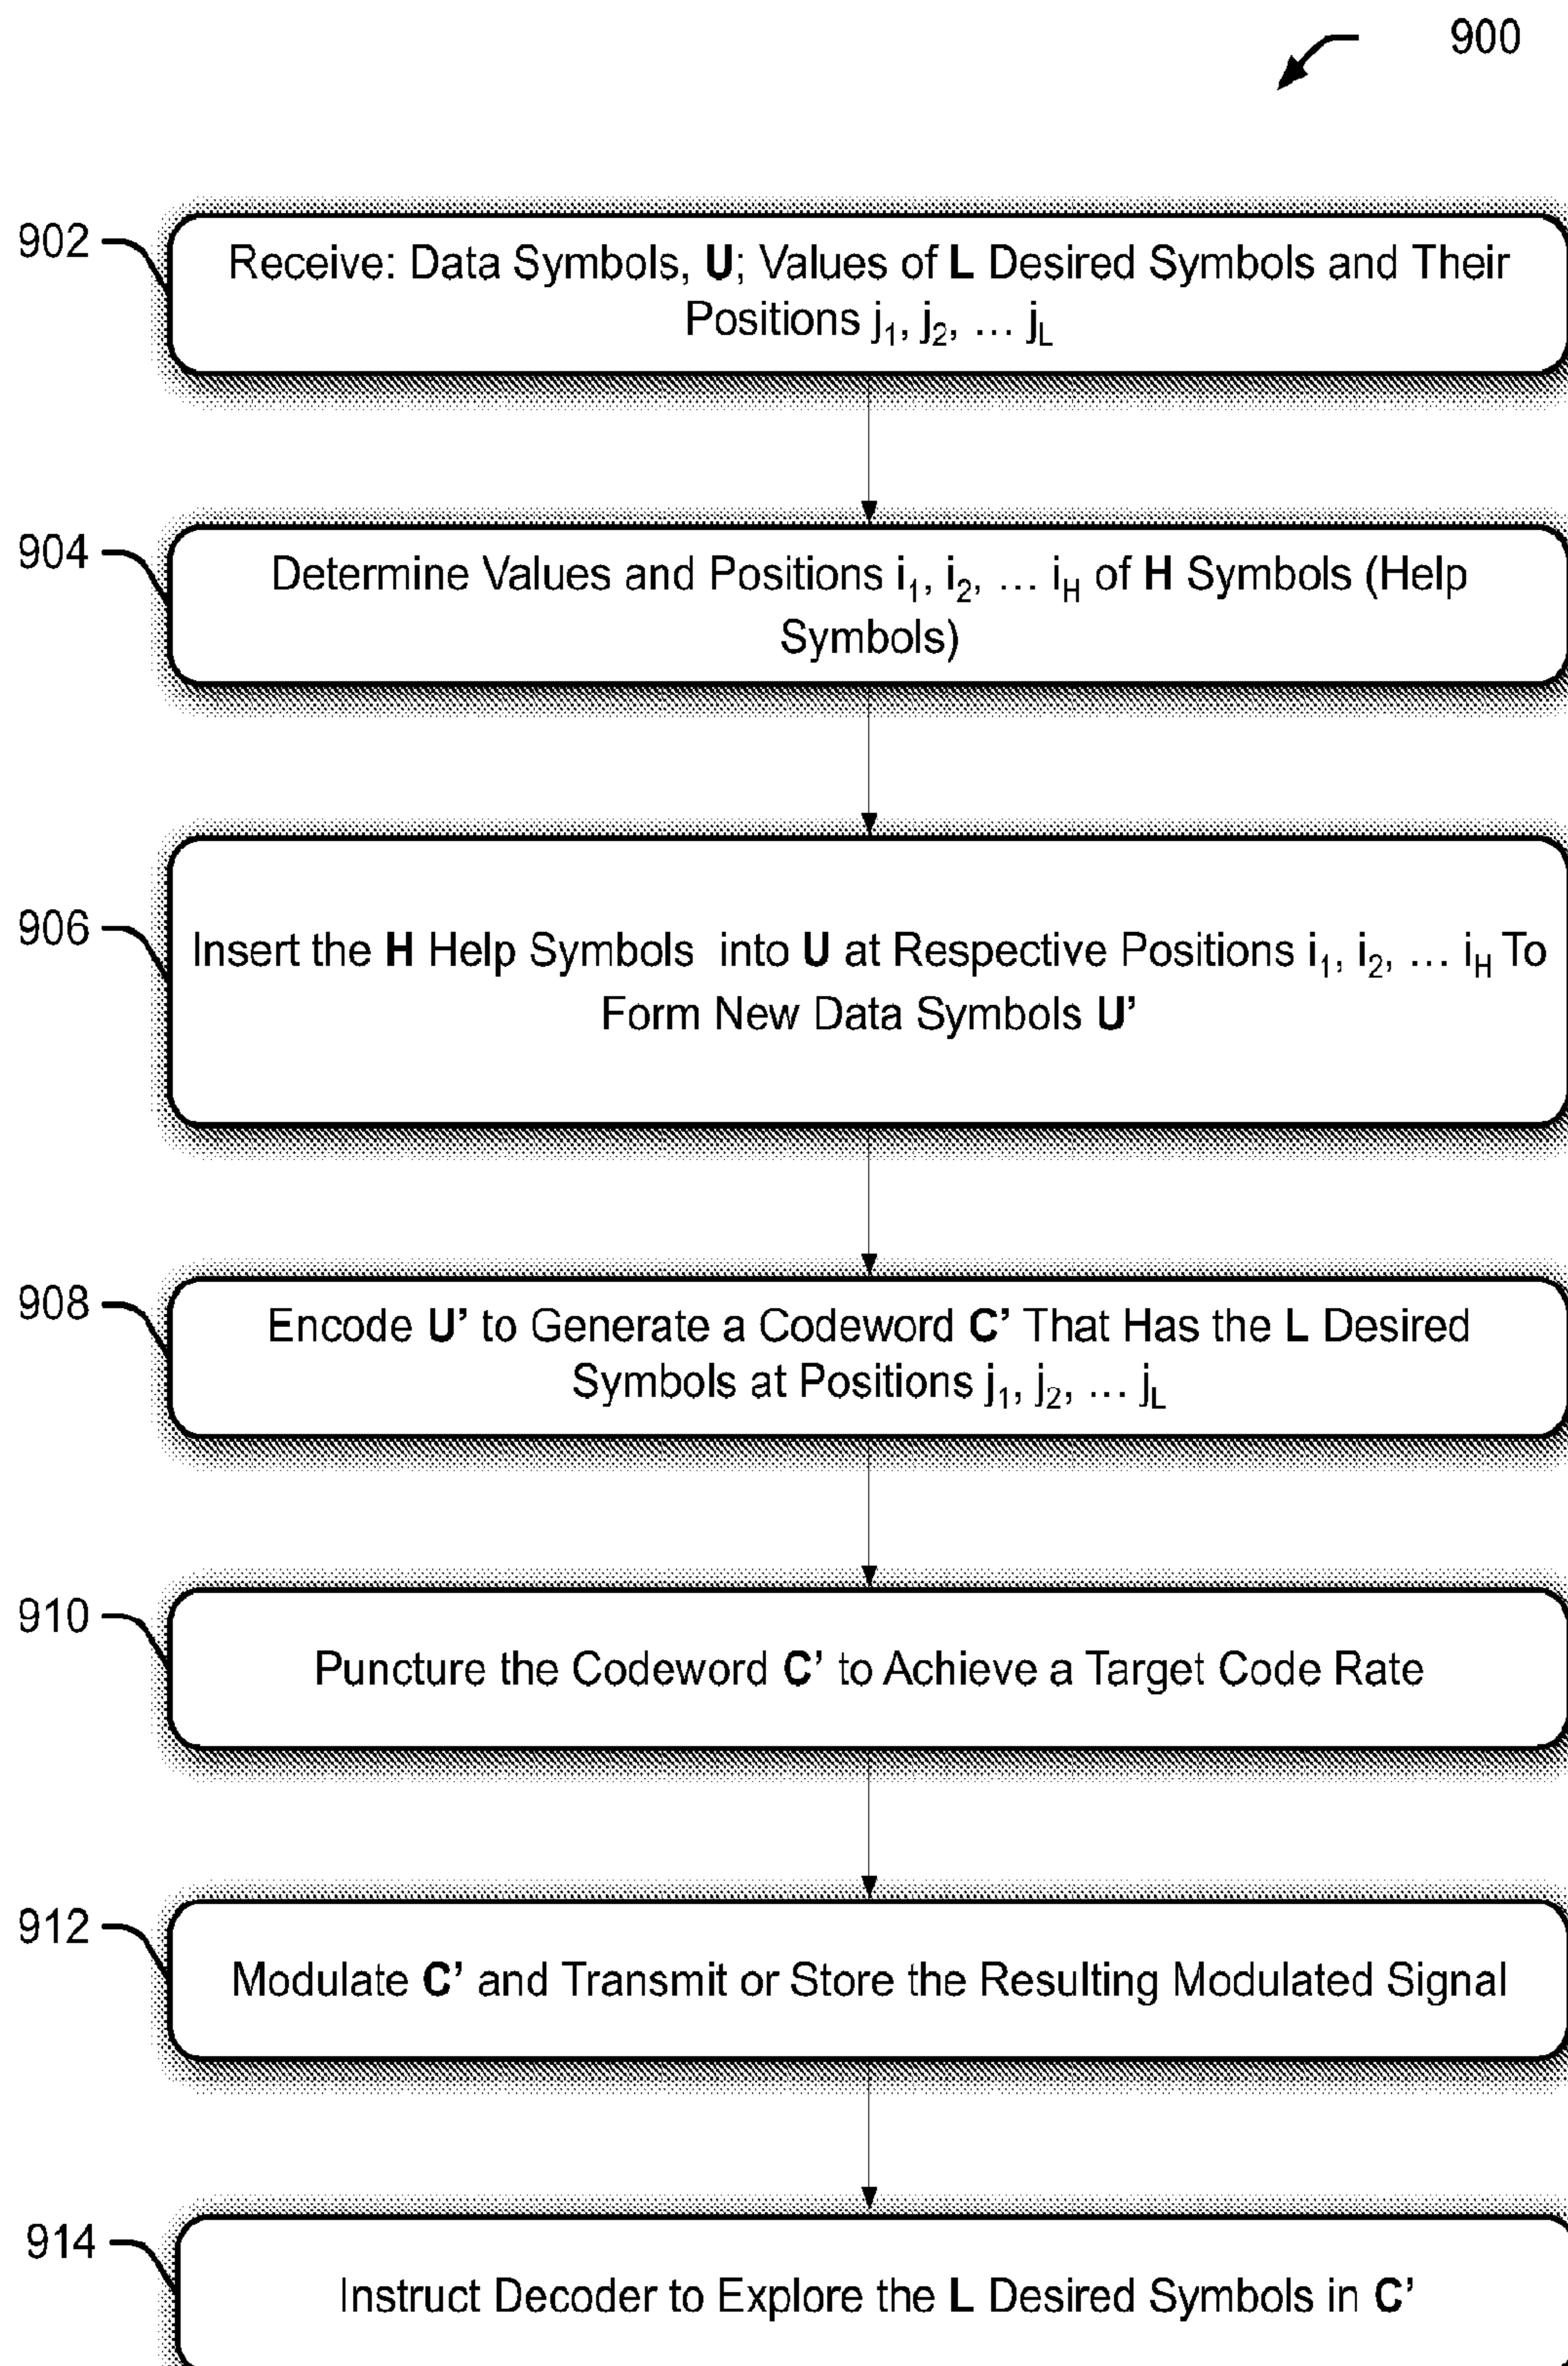 900
902
Receive: Data Symbols, U; Values of L Desired Symbols and Their
Positions j1, j2, ... jL
904
Determine Values and Positions i1, i2, ... iH of H Symbols (Help
Symbols)
906
Insert the H Help Symbols into U at Respective Positions i1, i2, ... iH To
Form New Data Symbols U'
908
Encode U' to Generate a Codeword C' That Has the L Desired
Symbols at Positions j1, j2, ... jL
910
Puncture the Codeword C' to Achieve a Target Code Rate
912
Modulate C' and Transmit or Store the Resulting Modulated Signal
914
Instruct Decoder to Explore the L Desired Symbols in C'